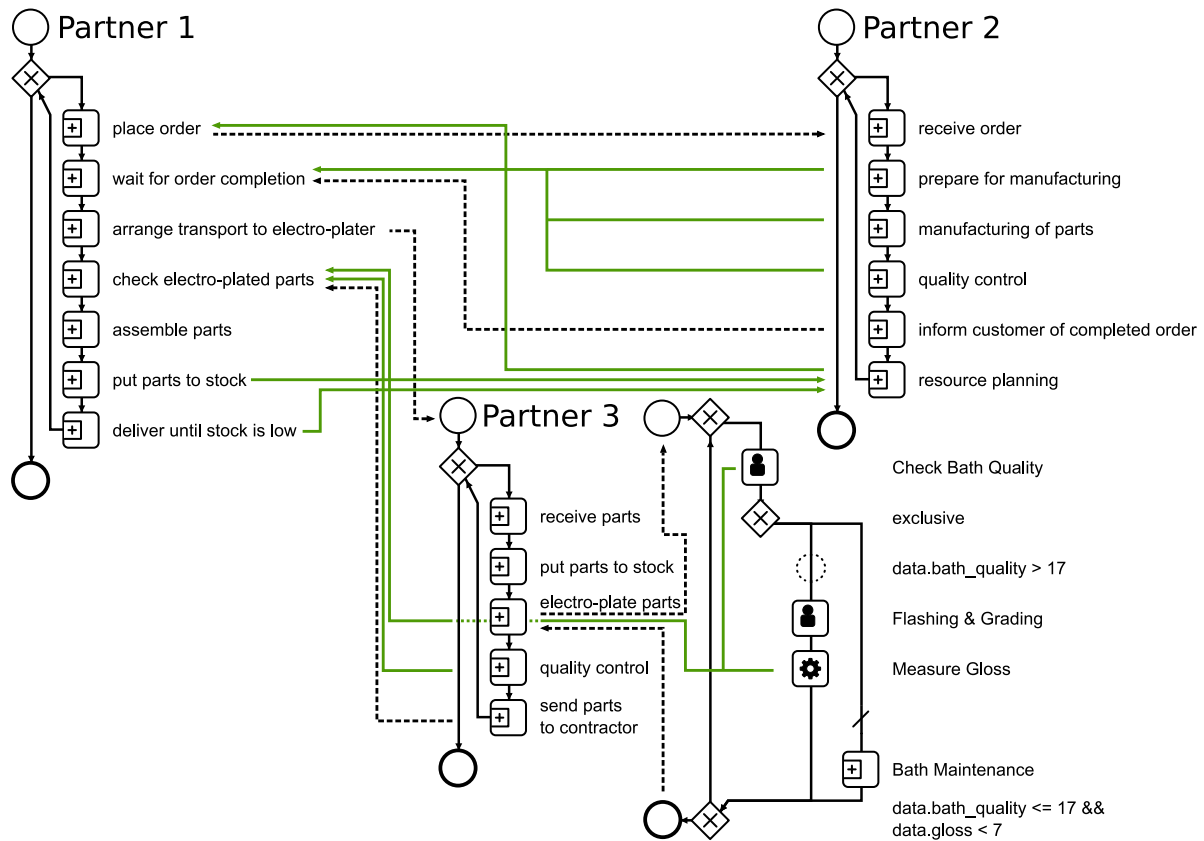 Partner 1
place order
wait for order completion
arrange transport to electro-plater
check electro-plated parts
assemble parts
put parts to stock
deliver until stock is low
Partner 2
receive order
prepare for manufacturing
manufacturing of parts
quality control
inform customer of completed order
resource planning
Partner 3
receive parts
put parts to stock
electro-plate parts
quality control
send parts
to contractor
Check Bath Quality
exclusive
data.bath_quality > 17
Flashing & Grading
Measure Gloss
Bath Maintenance
data.bath_quality <= 17 &&
data.gloss < 7